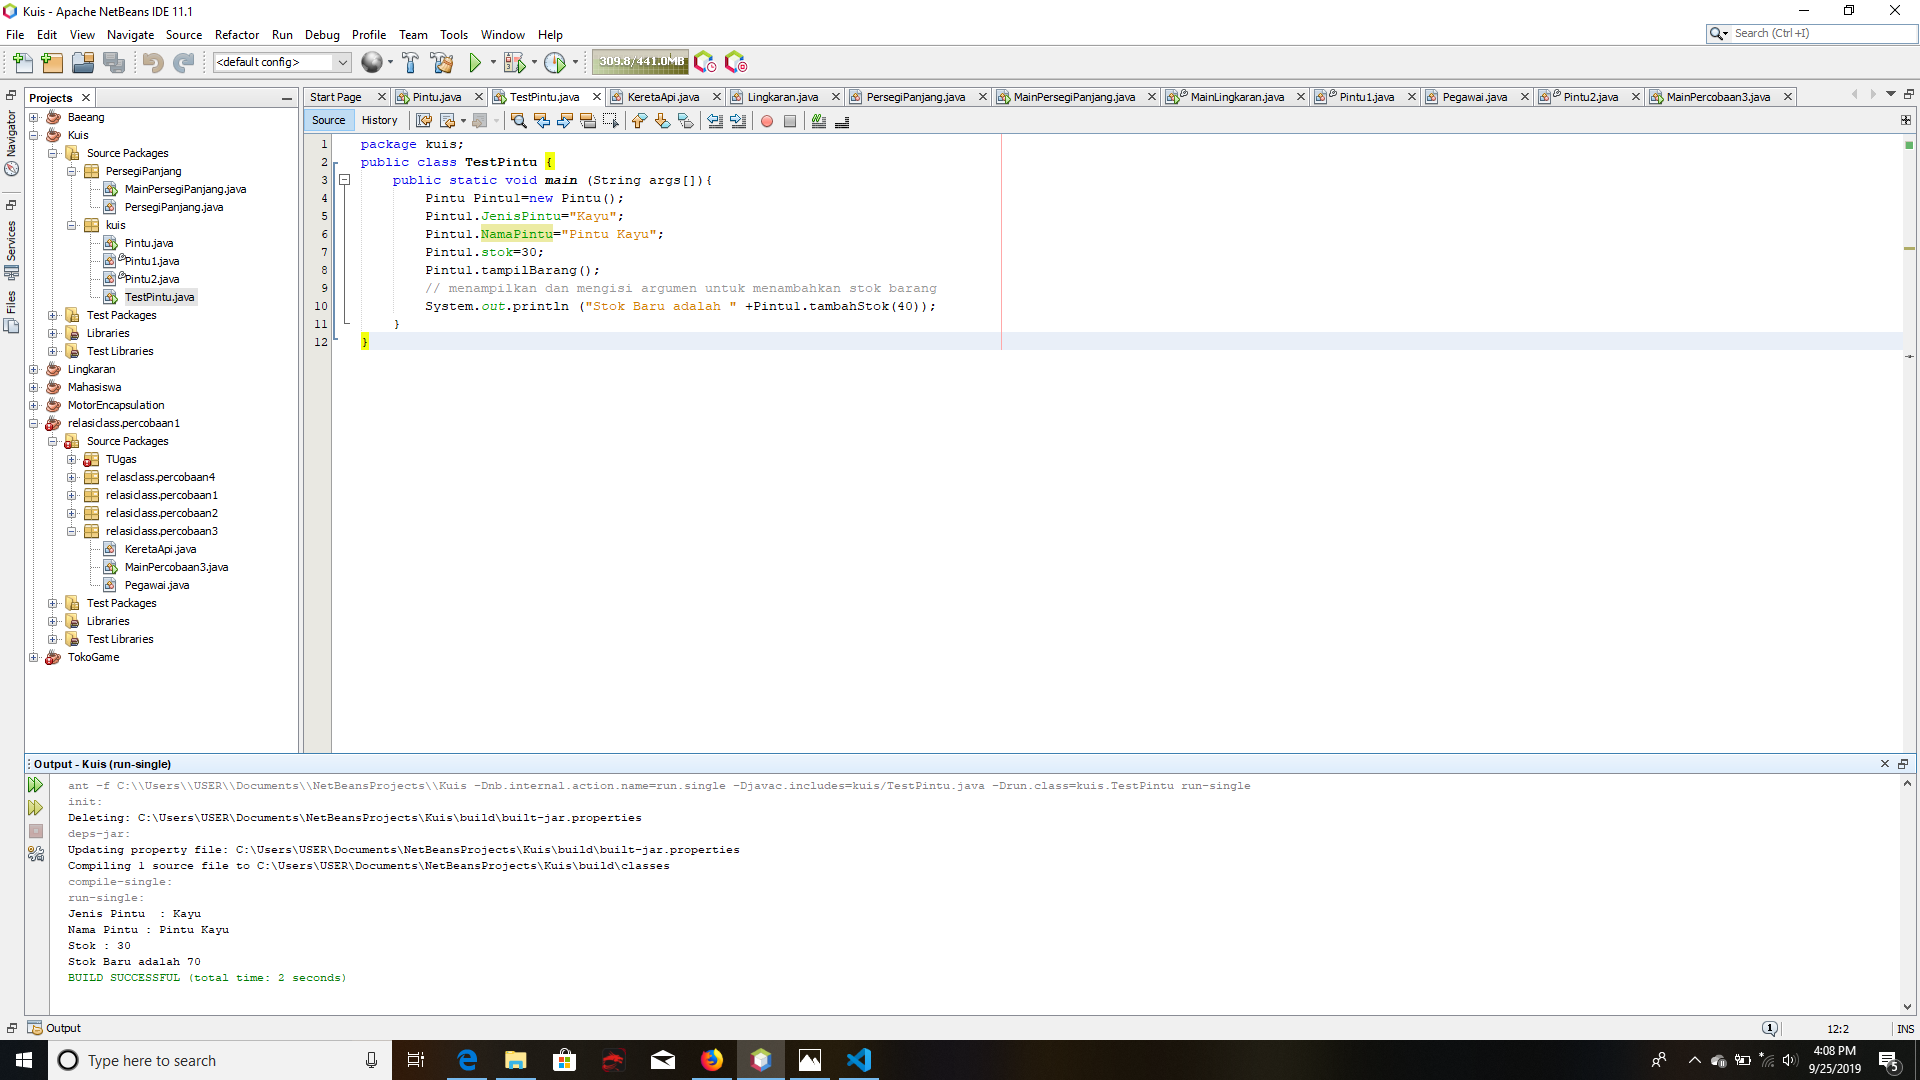 Kuis - Apache NetBeans IDE 11.1
File Edit View Navigate Source Refactor Run Debug Profile Team Tools Window Help
Search (Ctrl+I)
<default config>
309.8/441.0MB
Projects
Start Page Pintu.java TestPintu.java KeretaApi.java Lingkaran.java PersegiPanjang.java MainPersegiPanjang.java MainLingkaran.java Pintu1.java Pegawai.java Pintu2.java MainPercobaan3.java
Source History
Navigator
Services
Files
Baeang
Kuis
Source Packages
PersegiPanjang
MainPersegiPanjang.java
PersegiPanjang.java
kuis
Pintu.java
Pintu1.java
Pintu2.java
TestPintu.java
Test Packages
Libraries
Test Libraries
Lingkaran
Mahasiswa
MotorEncapsulation
relasiclass.percobaan1
Source Packages
TUgas
relasclass.percobaan4
relasiclass.percobaan1
relasiclass.percobaan2
relasiclass.percobaan3
KeretaApi.java
MainPercobaan3.java
Pegawai.java
Test Packages
Libraries
Test Libraries
TokoGame
1 package kuis;
2 public class TestPintu {
3 public static void main (String args[]){
4 Pintu Pintu1=new Pintu();
5 Pintu1.JenisPintu="Kayu";
6 Pintu1.NamaPintu="Pintu Kayu";
7 Pintu1.stok=30;
8 Pintu1.tampilBarang();
9 // menampilkan dan mengisi argumen untuk menambahkan stok barang
10 System.out.println ("Stok Baru adalah " +Pintu1.tambahStok(40));
11 }
12 }
Output - Kuis (run-single)
ant -f C:\\Users\\USER\\Documents\\NetBeansProjects\\Kuis -Dnb.internal.action.name=run.single -Djavac.includes=kuis/TestPintu.java -Drun.class=kuis.TestPintu run-single
init:
Deleting: C:\Users\USER\Documents\NetBeansProjects\Kuis\build\built-jar.properties
deps-jar:
Updating property file: C:\Users\USER\Documents\NetBeansProjects\Kuis\build\built-jar.properties
Compiling 1 source file to C:\Users\USER\Documents\NetBeansProjects\Kuis\build\classes
compile-single:
run-single:
Jenis Pintu  : Kayu
Nama Pintu : Pintu Kayu
Stok : 30
Stok Baru adalah 70
BUILD SUCCESSFUL (total time: 2 seconds)
Output
1 12:2 INS
Type here to search
4:08 PM
9/25/2019
5